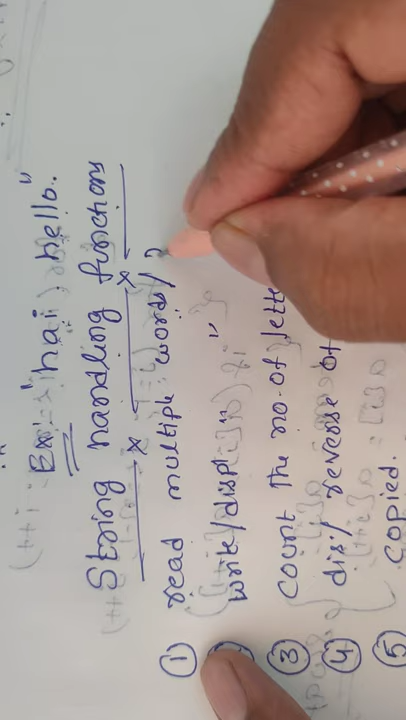 Ex: "hai hello.."
String handling functions
① read multiple words/
write/displ " "
③ count the no. of lette
④ dis/ reverse of
⑤ copied.